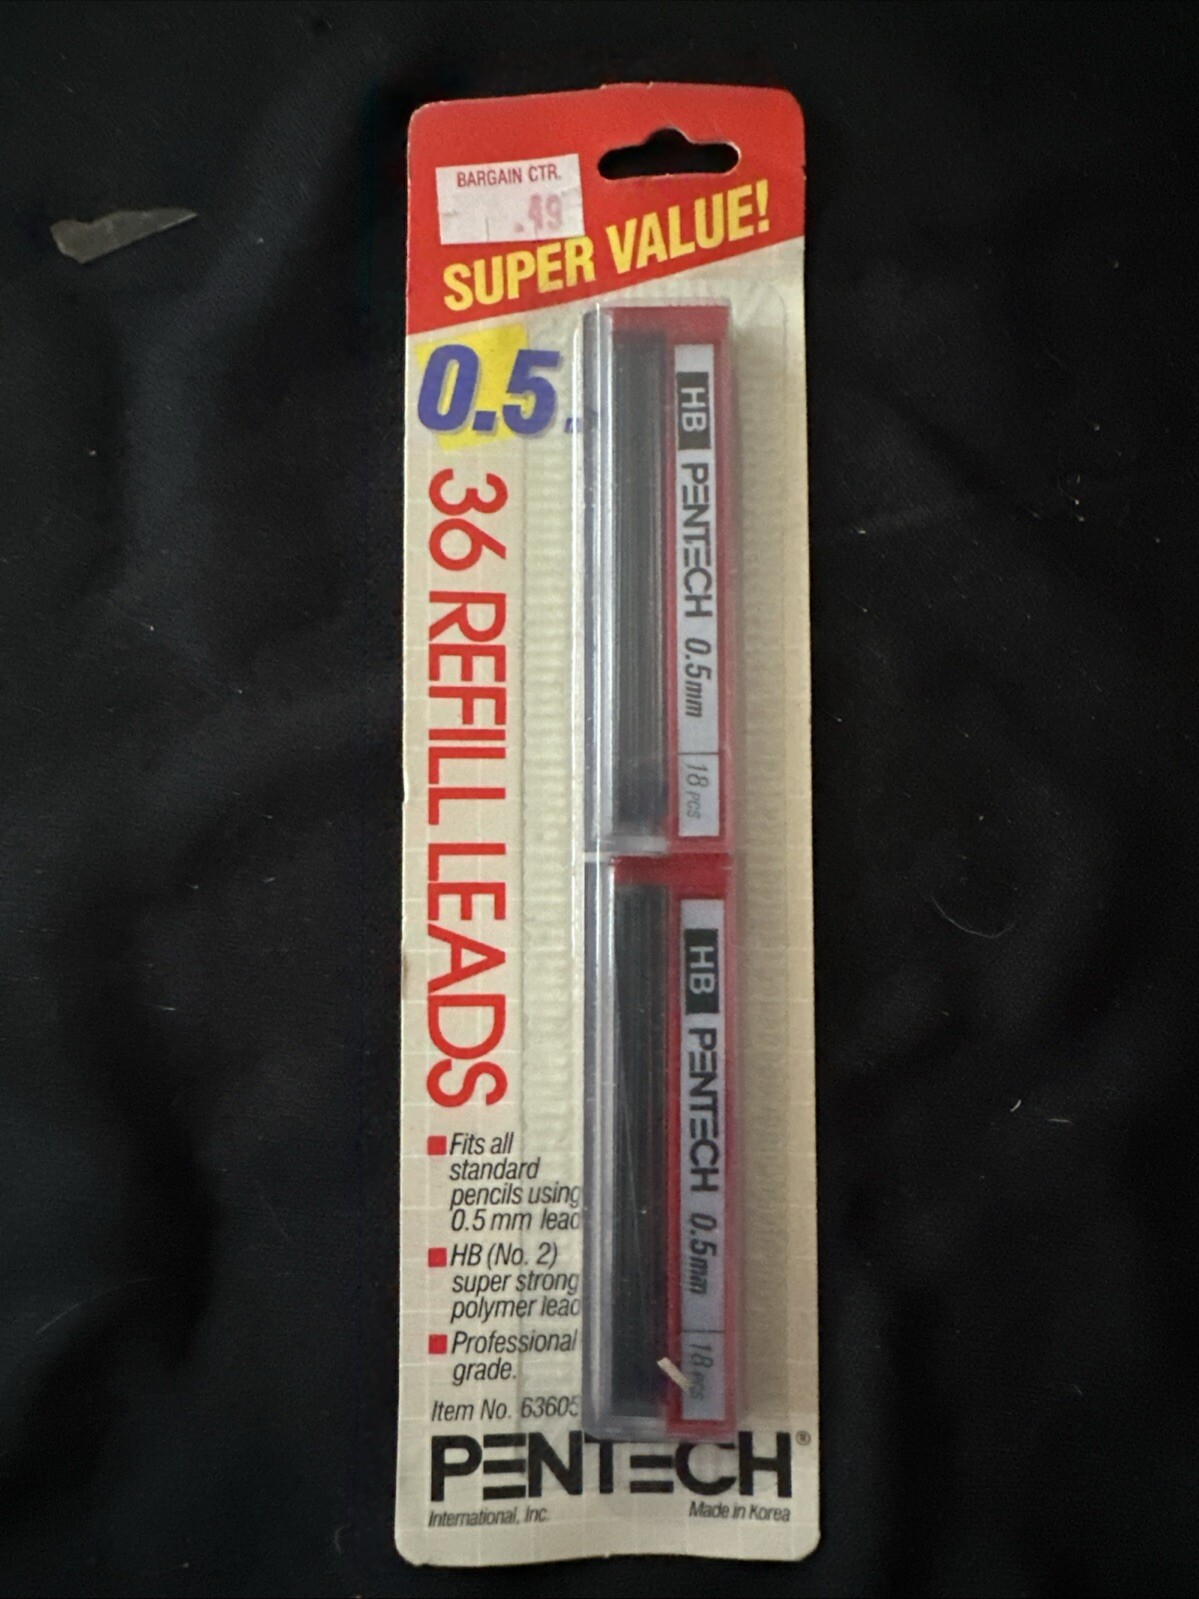 BARGAIN CTR.
.49
SUPER VALUE!
0.5
36 REFILL LEADS
HB PENTECH 0.5mm 18 PCS
HB PENTECH 0.5mm 18 PCS
Fits all
standard
pencils using
0.5 mm lead
HB (No. 2)
super strong
polymer lead
Professional
grade.
Item No. 63605
PENTECH®
International, Inc.
Made in Korea